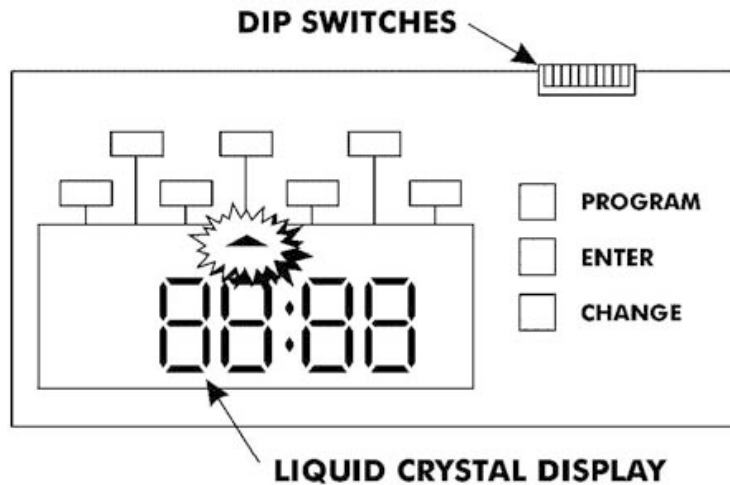 DIP SWITCHES
PROGRAM
ENTER
CHANGE
88:88
LIQUID CRYSTAL DISPLAY